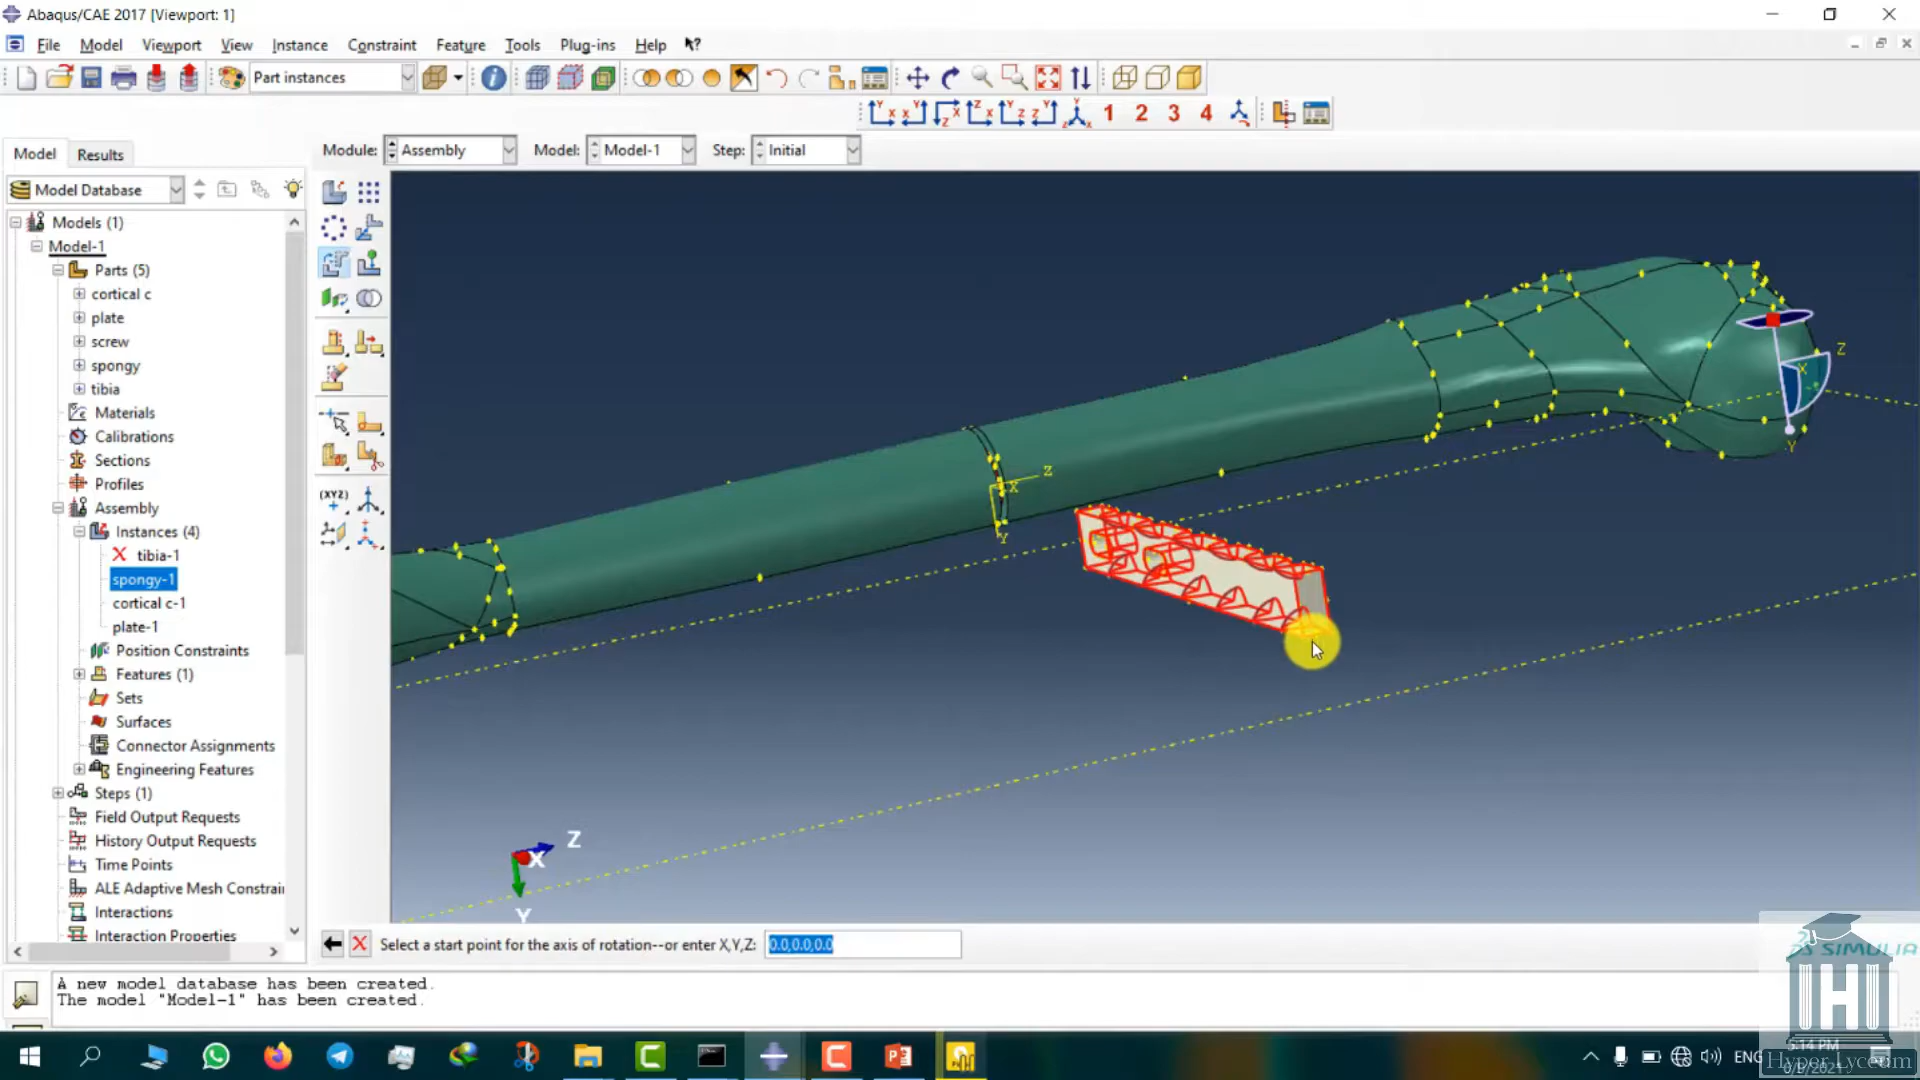 Abaqus/CAE 2017 [Viewport: 1]
File Model Viewport View Instance Constraint Feature Tools Plug-ins Help
Part instances
1 2 3 4
Model Results
Module: Assembly Model: Model-1 Step: Initial
Model Database
Models (1)
Model-1
Parts (5)
cortical c
plate
screw
spongy
tibia
Materials
Calibrations
Sections
Profiles
Assembly
Instances (4)
tibia-1
spongy-1
cortical c-1
plate-1
Position Constraints
Features (1)
Sets
Surfaces
Connector Assignments
Engineering Features
Steps (1)
Field Output Requests
History Output Requests
Time Points
ALE Adaptive Mesh Constrai
Interactions
Interaction Properties
(XYZ)
Z
X
Y
Z
X
Y
Z
X
Y
Select a start point for the axis of rotation--or enter X,Y,Z: 0.0,0.0,0.0
SIMULIA
A new model database has been created.
The model "Model-1" has been created.
H
ENG
5:14 PM
Hyper Lyceum